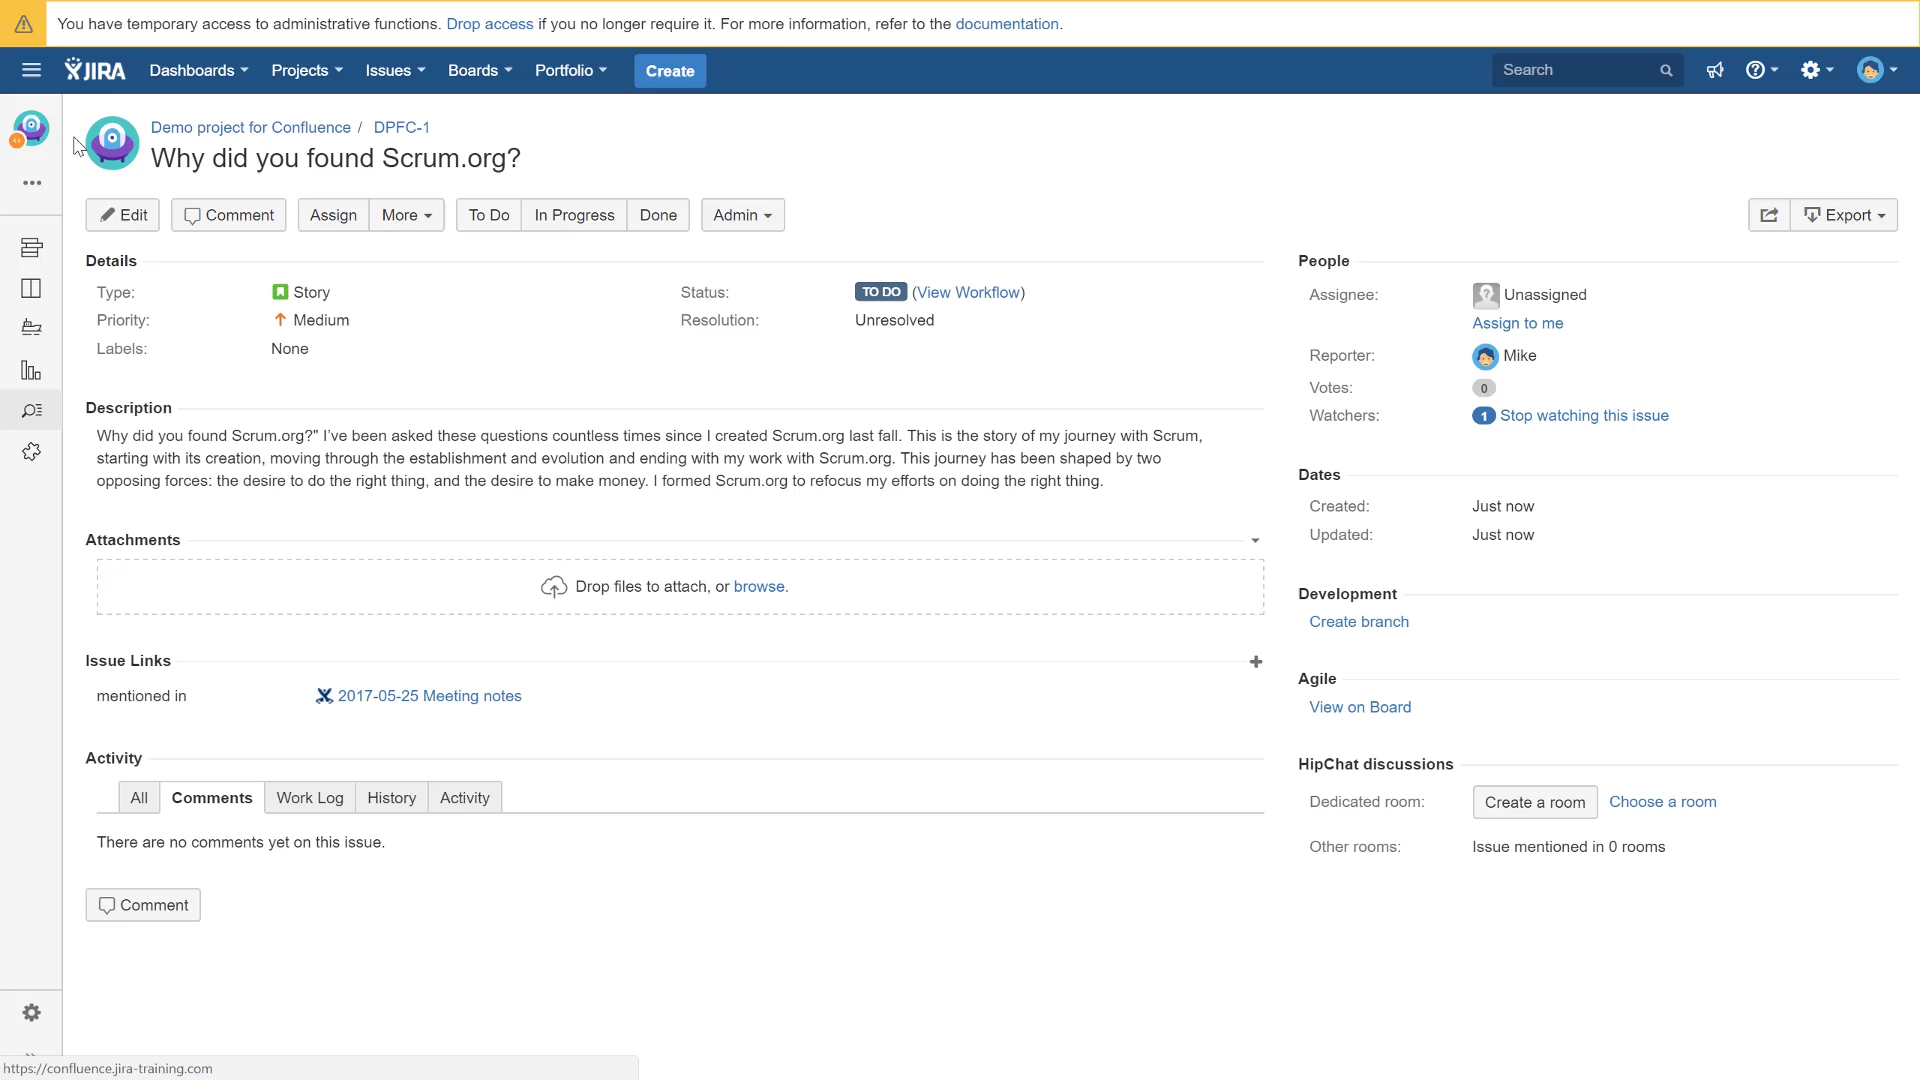 You have temporary access to administrative functions. Drop access if you no longer require it. For more information, refer to the documentation.
JIRA Dashboards Projects Issues Boards Portfolio Create Search
Demo project for Confluence / DPFC-1
Why did you found Scrum.org?
Edit Comment Assign More To Do In Progress Done Admin Export
Details
Type: Story Status: TO DO (View Workflow)
Priority: Medium Resolution: Unresolved
Labels: None
Description
Why did you found Scrum.org?" I've been asked these questions countless times since I created Scrum.org last fall. This is the story of my journey with Scrum,
starting with its creation, moving through the establishment and evolution and ending with my work with Scrum.org. This journey has been shaped by two
opposing forces: the desire to do the right thing, and the desire to make money. I formed Scrum.org to refocus my efforts on doing the right thing.
Attachments
Drop files to attach, or browse.
Issue Links
mentioned in 2017-05-25 Meeting notes
Activity
All Comments Work Log History Activity
There are no comments yet on this issue.
Comment
People
Assignee: Unassigned
Assign to me
Reporter: Mike
Votes: 0
Watchers: 1 Stop watching this issue
Dates
Created: Just now
Updated: Just now
Development
Create branch
Agile
View on Board
HipChat discussions
Dedicated room: Create a room Choose a room
Other rooms: Issue mentioned in 0 rooms
https://confluence.jira-training.com